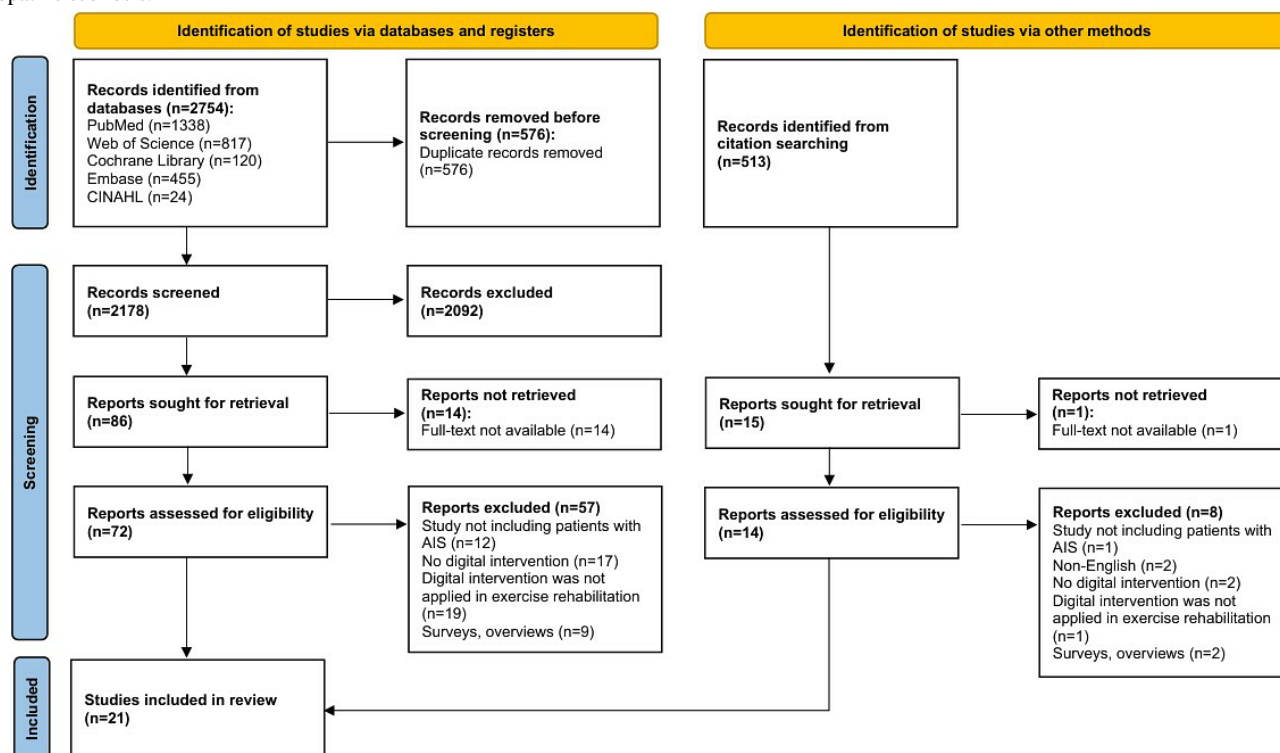 Identification of studies via databases and registers
Identification of studies via other methods
Identification
Records identified from
databases (n=2754):
PubMed (n=1338)
Web of Science (n=817)
Cochrane Library (n=120)
Embase (n=455)
CINAHL (n=24)
Records removed before
screening (n=576):
Duplicate records removed
(n=576)
Records identified from
citation searching
(n=513)
Screening
Records screened
(n=2178)
Records excluded
(n=2092)
Reports sought for retrieval
(n=86)
Reports not retrieved
(n=14):
Full-text not available (n=14)
Reports sought for retrieval
(n=15)
Reports not retrieved
(n=1):
Full-text not available (n=1)
Reports assessed for eligibility
(n=72)
Reports excluded (n=57)
Study not including patients with
AIS (n=12)
No digital intervention (n=17)
Digital intervention was not
applied in exercise rehabilitation
(n=19)
Surveys, overviews (n=9)
Reports assessed for eligibility
(n=14)
Reports excluded (n=8)
Study not including patients with
AIS (n=1)
Non-English (n=2)
No digital intervention (n=2)
Digital intervention was not
applied in exercise rehabilitation
(n=1)
Surveys, overviews (n=2)
Included
Studies included in review
(n=21)